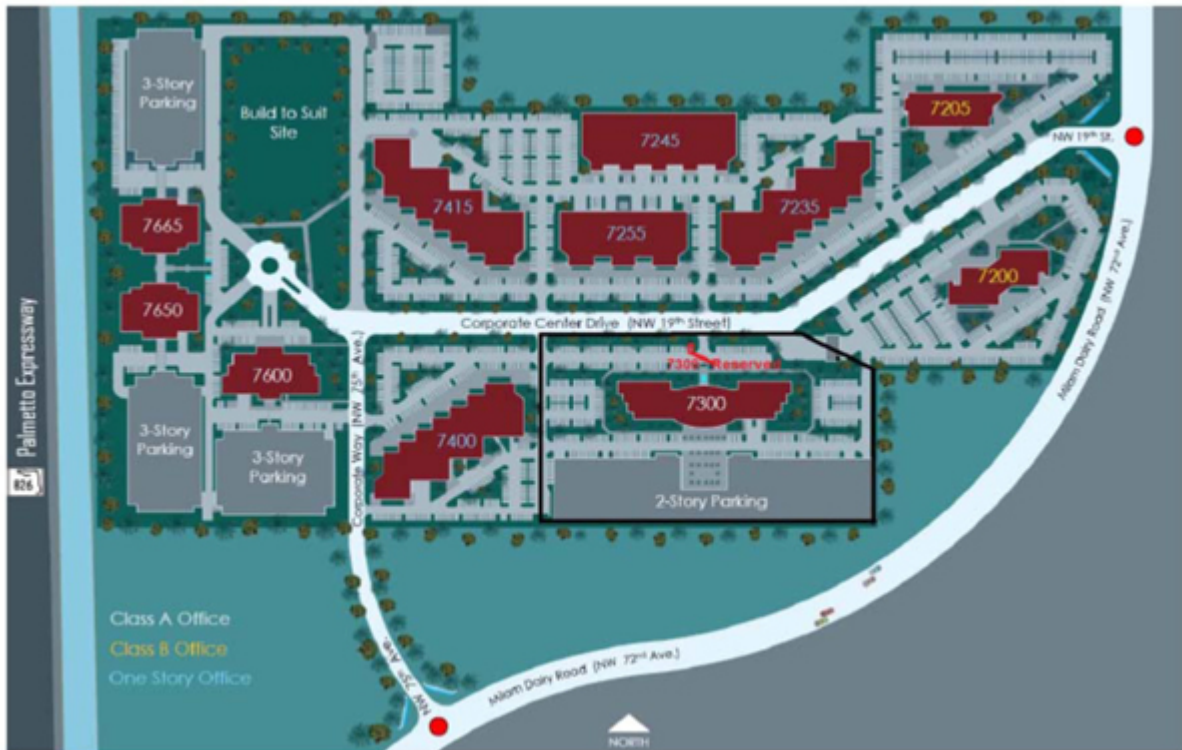 3-Story
Parking
Build to Suit
Site
7205
7245
NW 19th St.
7665
7415
7235
7255
7200
7650
Corporate Center Drive (NW 19th Street)
7300 Reserved
7600
7300
7400
3-Story
Parking
3-Story
Parking
2-Story Parking
Palmetto Expressway
826
Corporate Way (NW 75th Ave.)
Milam Dairy Road (NW 72nd Ave.)
Class A Office
Class B Office
One Story Office
NW 75th Ave.
Milam Dairy Road (NW 72nd Ave.)
NORTH